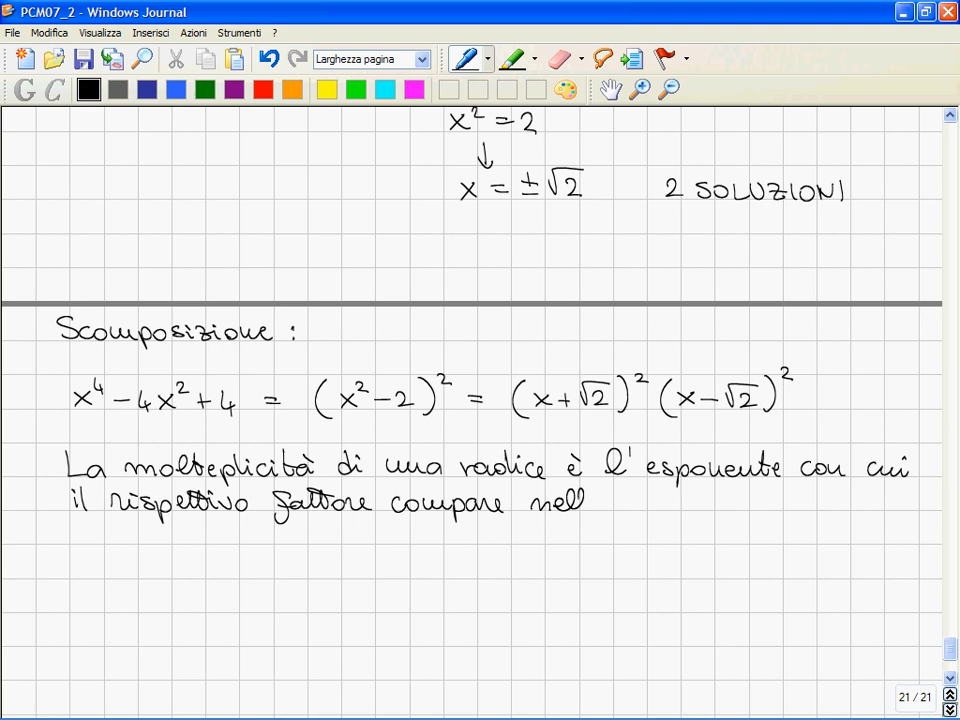 PCM07_2 - Windows Journal
File Modifica Visualizza Inserisci Azioni Strumenti ?
Larghezza pagina
G C
x² = 2
↓
x = ±√2 2 SOLUZIONI
Scomposizione :
x⁴ - 4x² + 4 = (x² - 2)² = (x + √2)² (x - √2)²
La molteplicità di una radice è l'esponente con cui
il rispettivo fattore compare nell
21 / 21